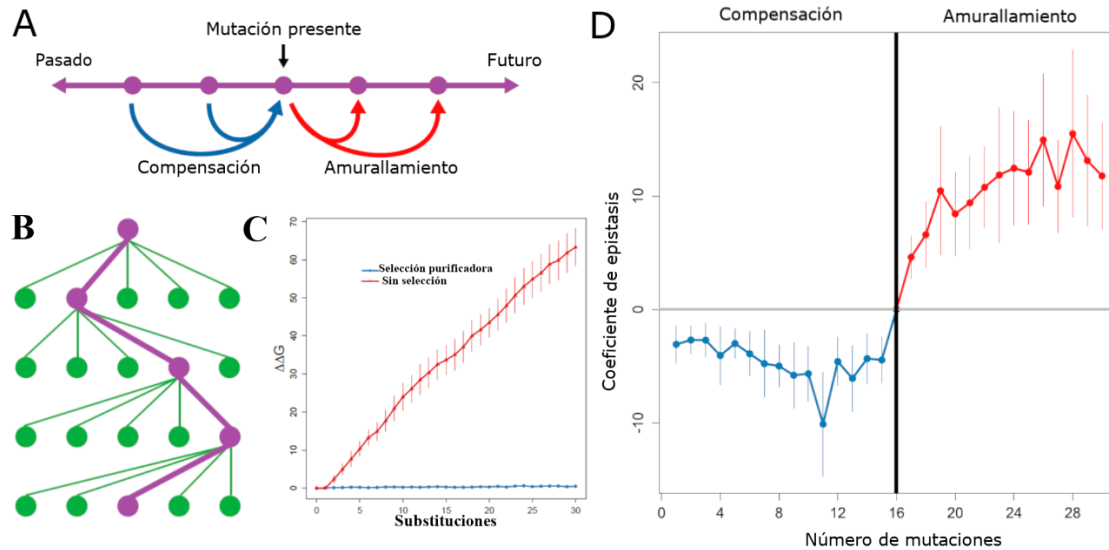 A
Mutación presente
Pasado
Futuro
Compensación
Amurallamiento
B
C
70
60
50
40
30
20
10
0
ΔΔG
Selección purificadora
Sin selección
0
5
10
15
20
25
30
Substituciones
D
Compensación
Amurallamiento
Coeficiente de epistasis
20
10
0
-10
0
4
8
12
16
20
24
28
Número de mutaciones